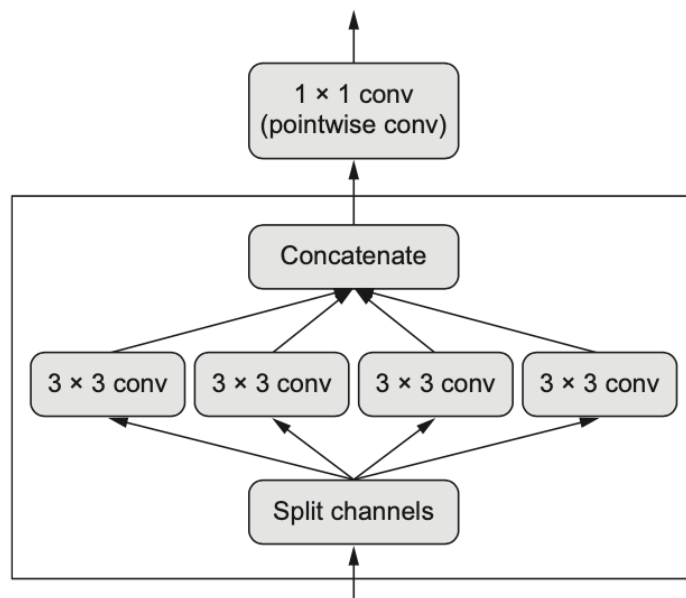 1 × 1 conv
(pointwise conv)
Concatenate
3 × 3 conv
3 × 3 conv
3 × 3 conv
3 × 3 conv
Split channels